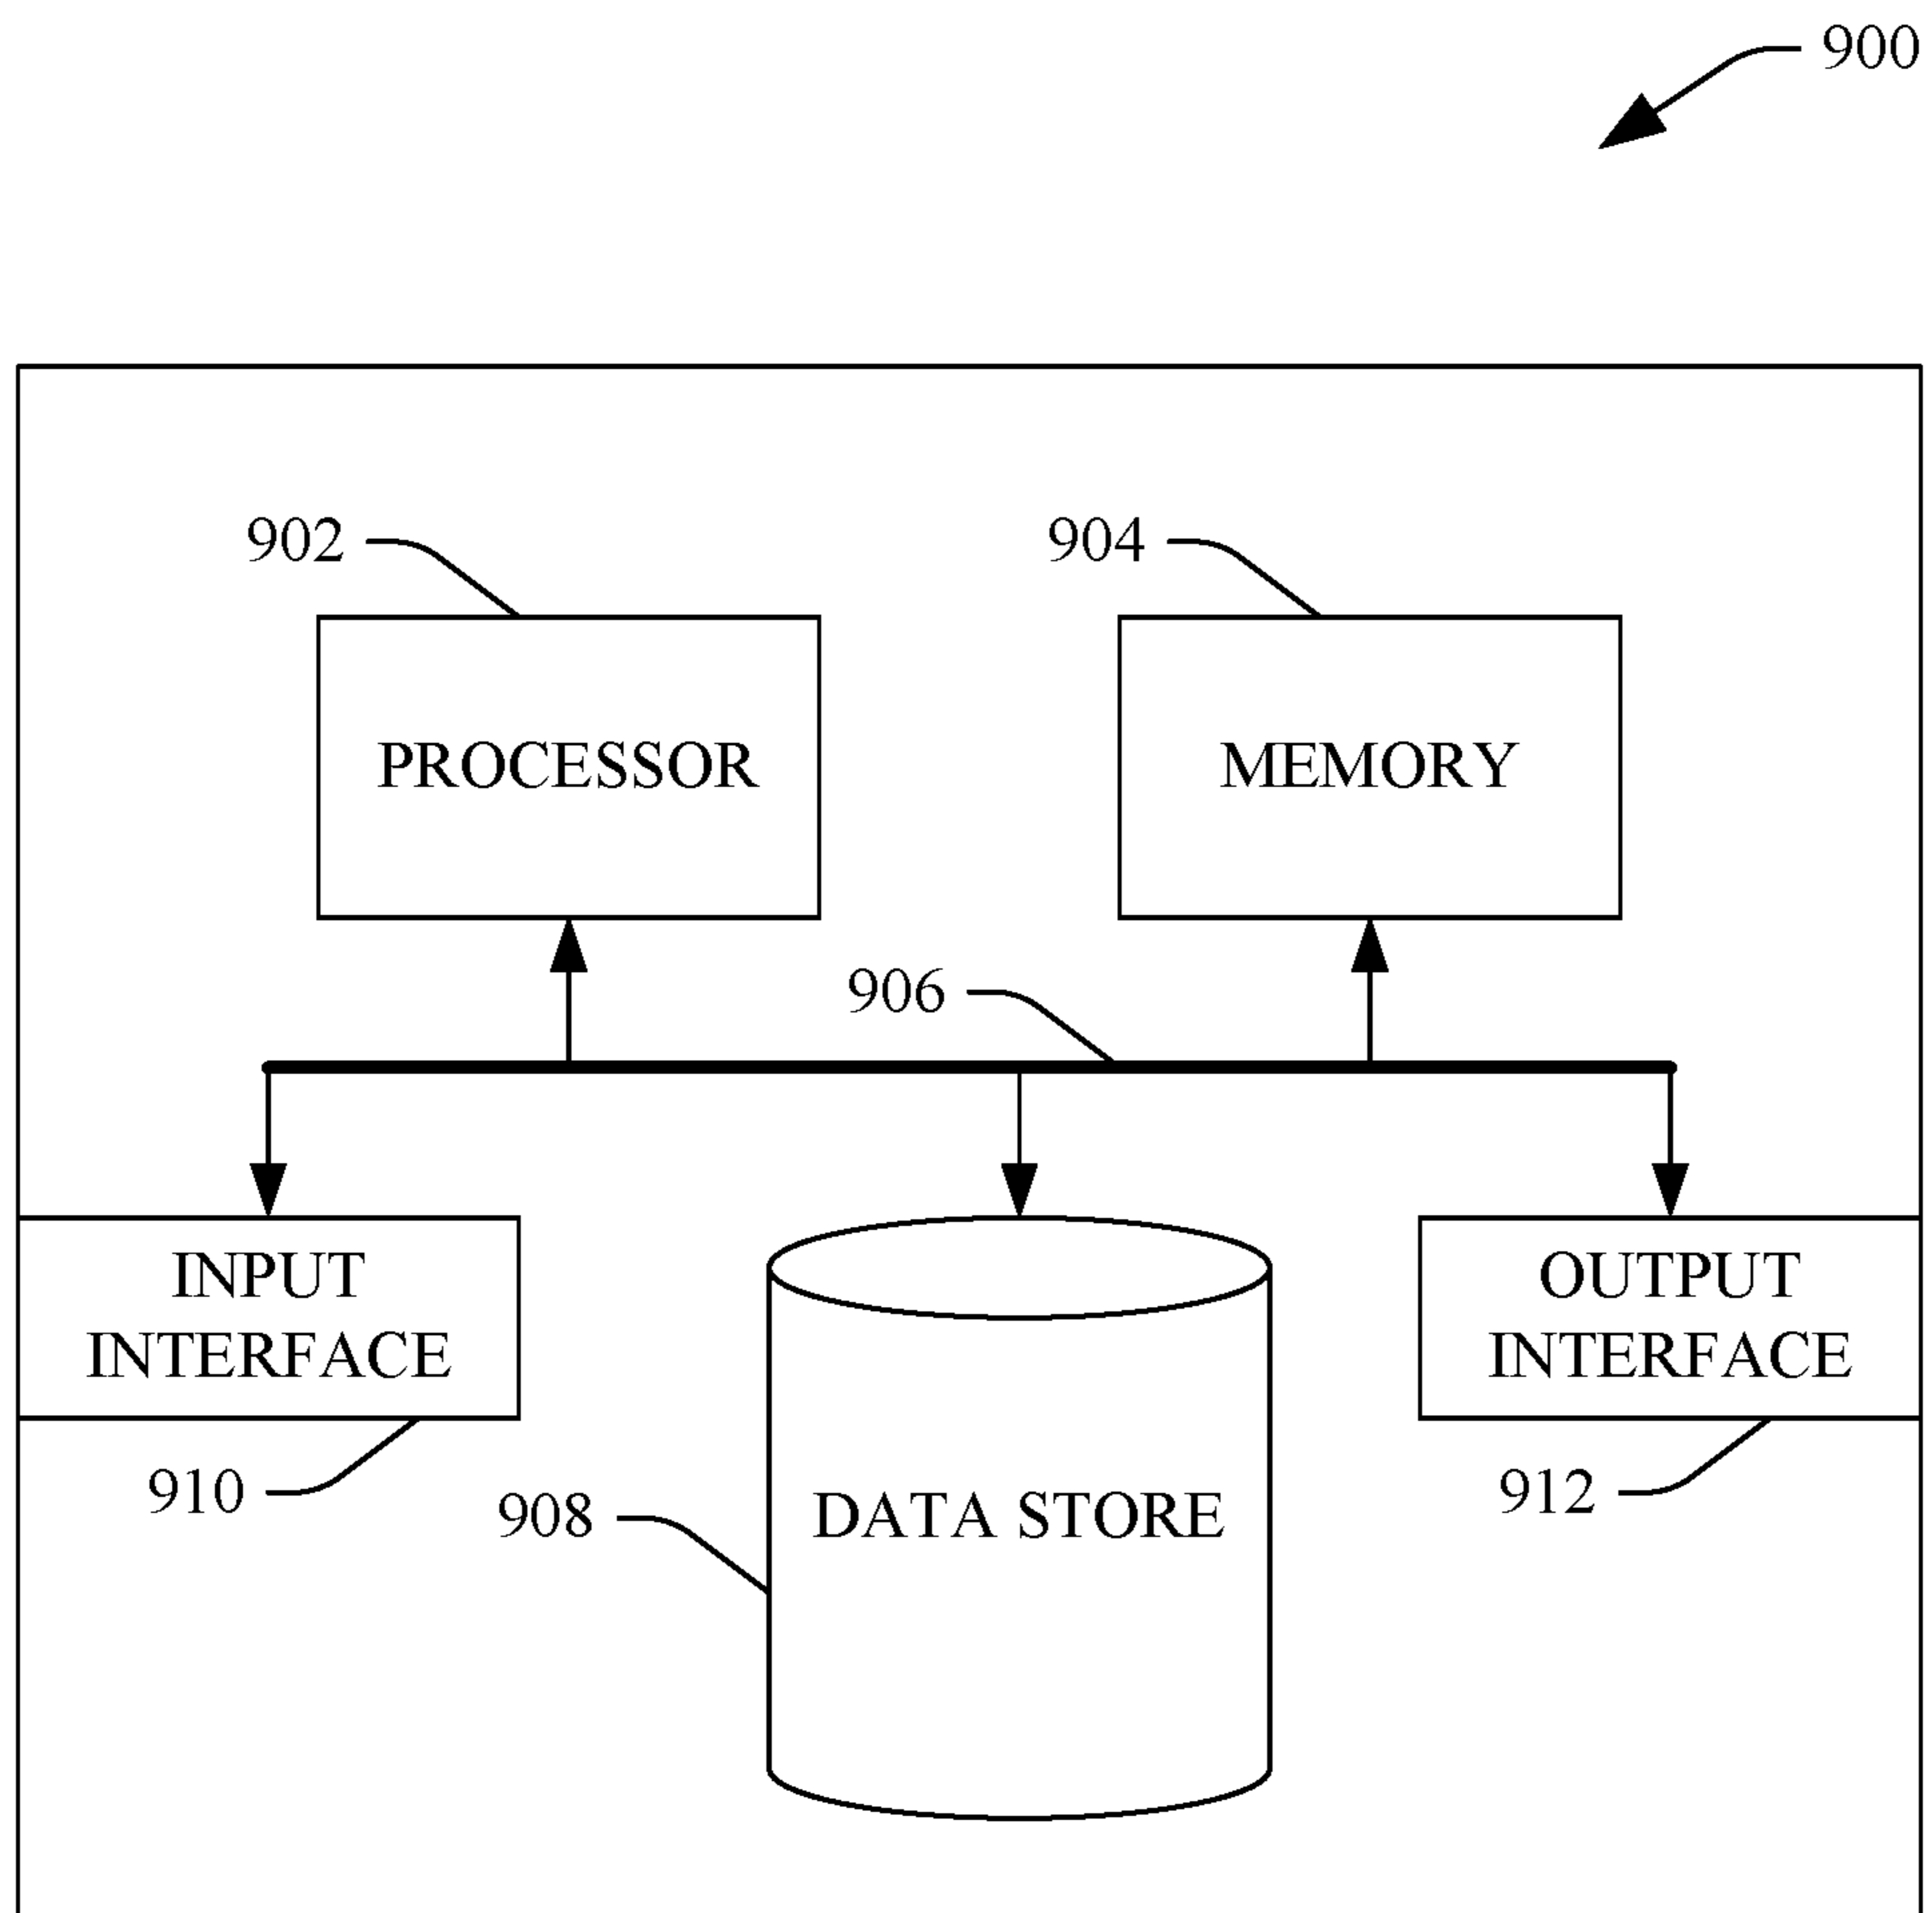 900
902
904
PROCESSOR
MEMORY
906
INPUT
INTERFACE
OUTPUT
INTERFACE
910
908
DATA STORE
912